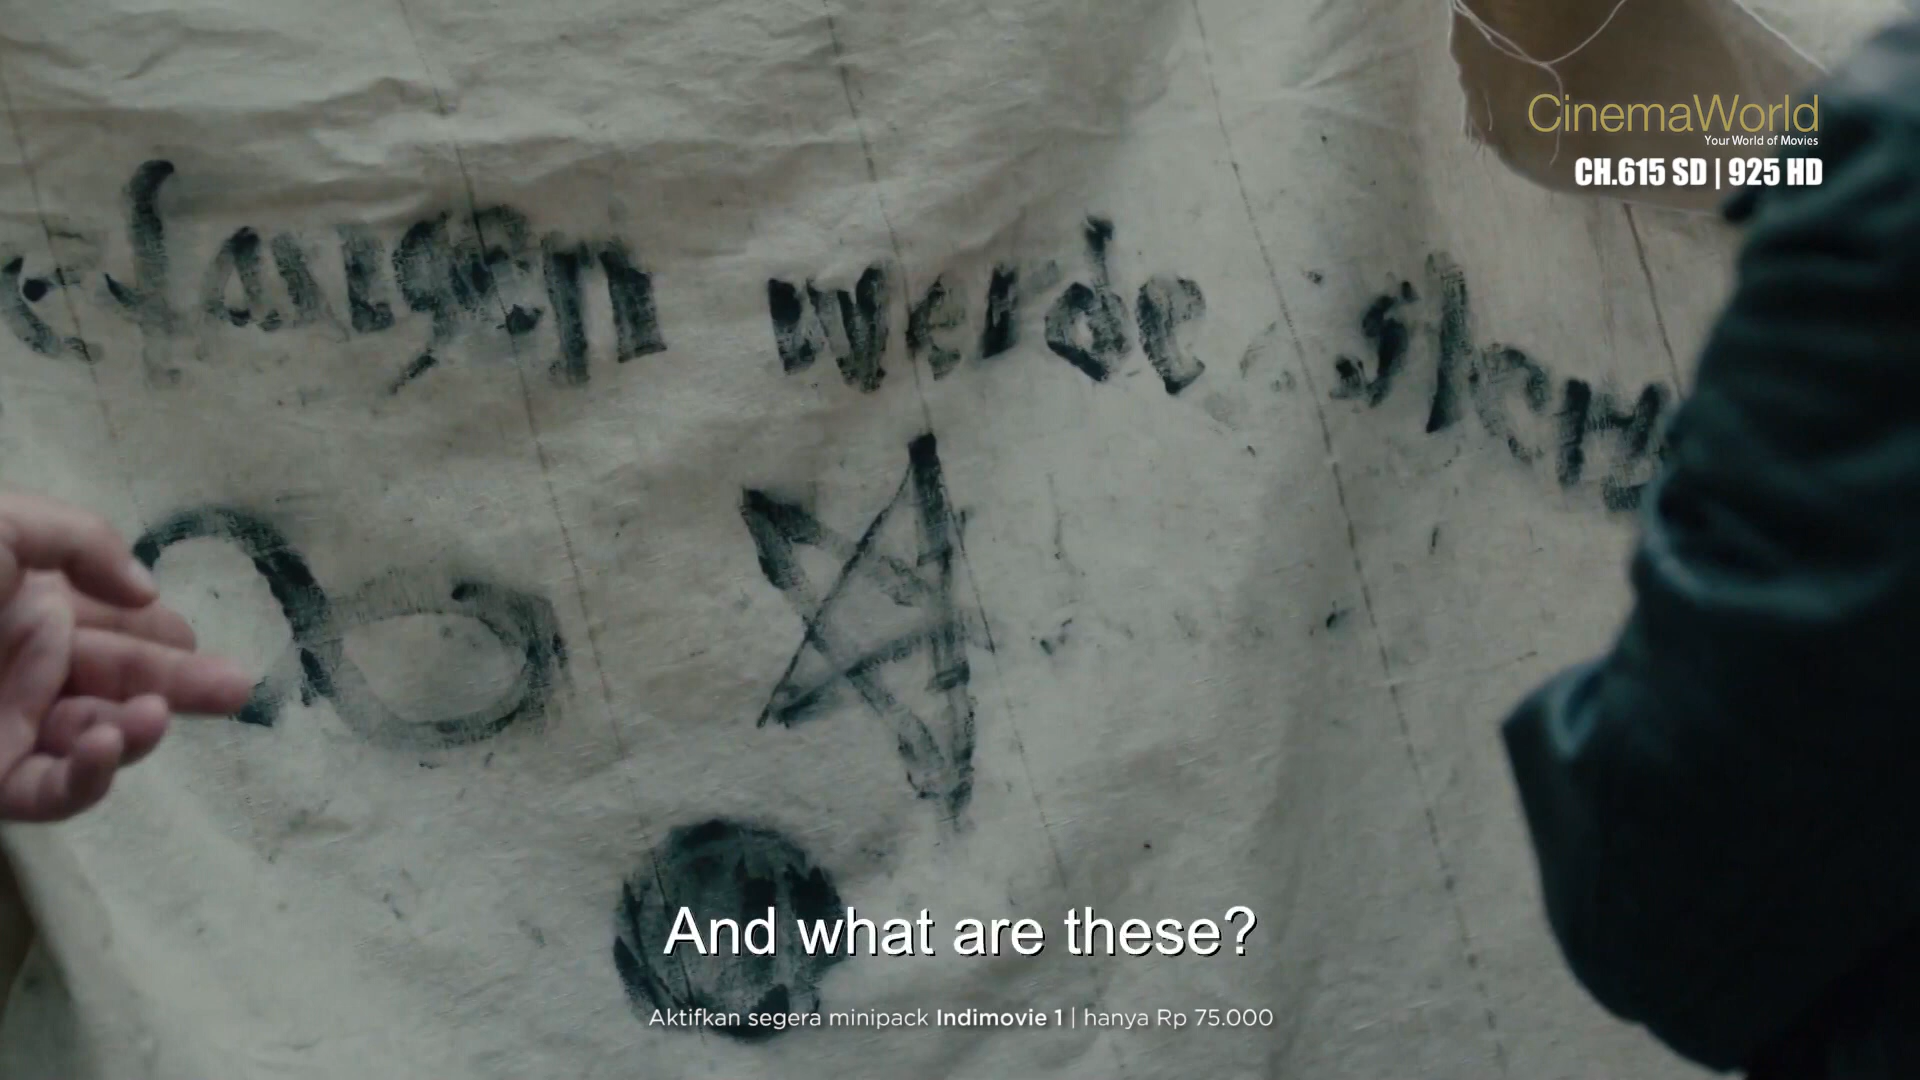 CinemaWorld
Your World of Movies
CH.615 SD | 925 HD
werde
And what are these?
Aktifkan segera minipack Indimovie 1 | hanya Rp 75.000